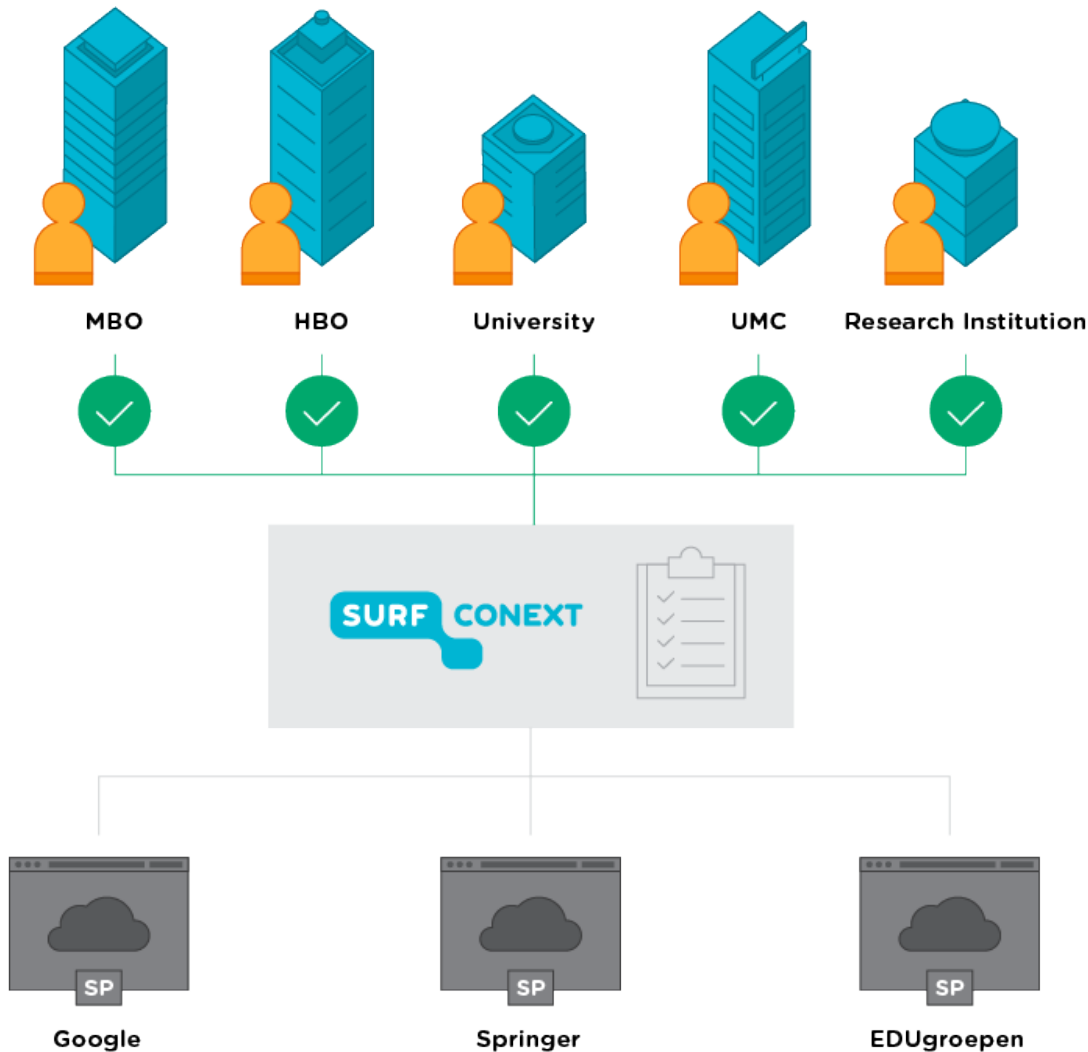 MBO
HBO
University
UMC
Research Institution
SURF CONEXT
SP
SP
SP
Google
Springer
EDUgroepen